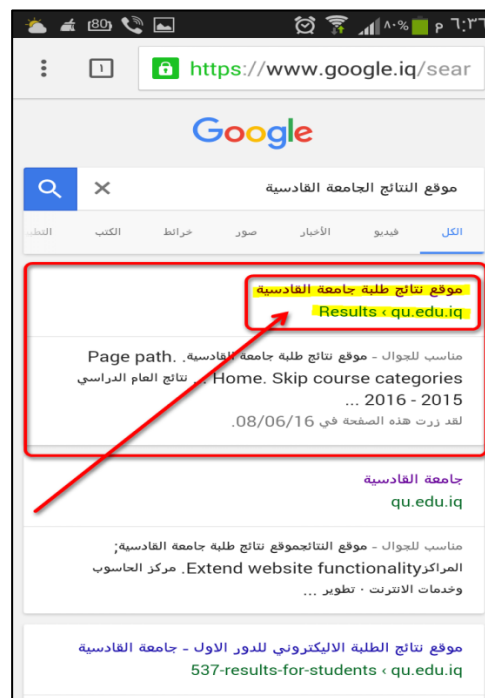 80
٨٠% ٦:٣٦ م
١ https://www.google.iq/sear
Google
موقع النتائج الجامعة القادسية
الكل فيديو الأخبار صور خرائط الكتب
موقع نتائج طلبة جامعة القادسية
Results ‹ qu.edu.iq
مناسب للجوال - موقع نتائج طلبة جامعة القادسية. Page path.
Home. Skip course categories ... نتائج العام الدراسي
2015 - 2016 ...
لقد زرت هذه الصفحة في 08/06/16.
جامعة القادسية
qu.edu.iq
مناسب للجوال - موقع النتائجموقع نتائج طلبة جامعة القادسية;
المراكزExtend website functionality. مركز الحاسوب
وخدمات الانترنت · تطوير ...
موقع نتائج الطلبة الاليكتروني للدور الاول - جامعة القادسية
537-results-for-students ‹ qu.edu.iq